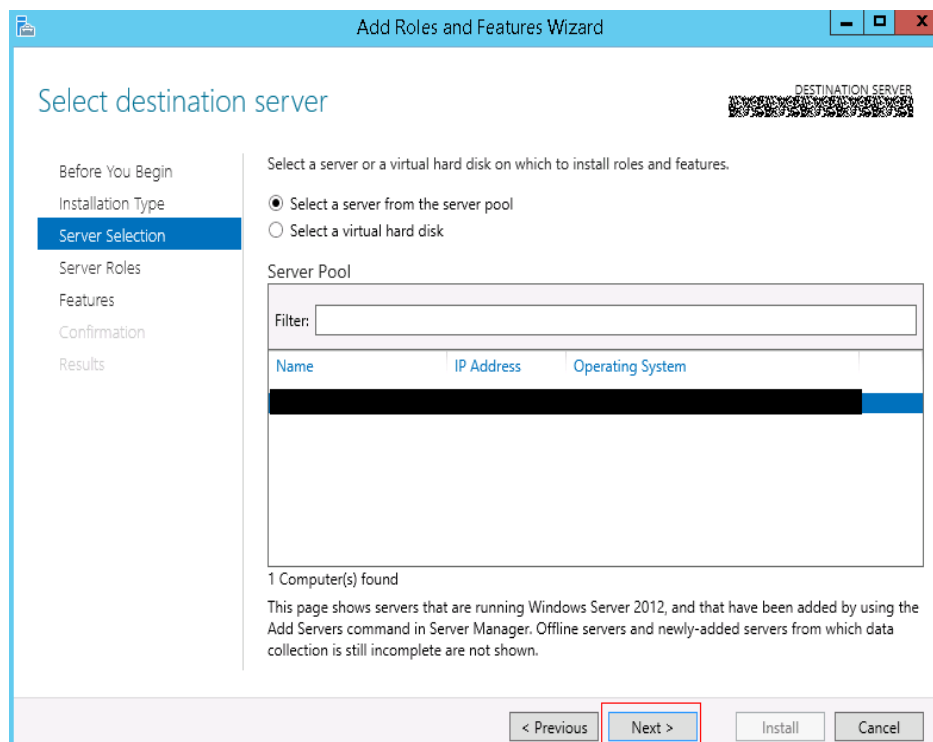 Add Roles and Features Wizard
Select destination server
DESTINATION SERVER
Before You Begin
Installation Type
Server Selection
Server Roles
Features
Confirmation
Results
Select a server or a virtual hard disk on which to install roles and features.
Select a server from the server pool
Select a virtual hard disk
Server Pool
Filter:
Name IP Address Operating System
1 Computer(s) found
This page shows servers that are running Windows Server 2012, and that have been added by using the
Add Servers command in Server Manager. Offline servers and newly-added servers from which data
collection is still incomplete are not shown.
< Previous Next > Install Cancel